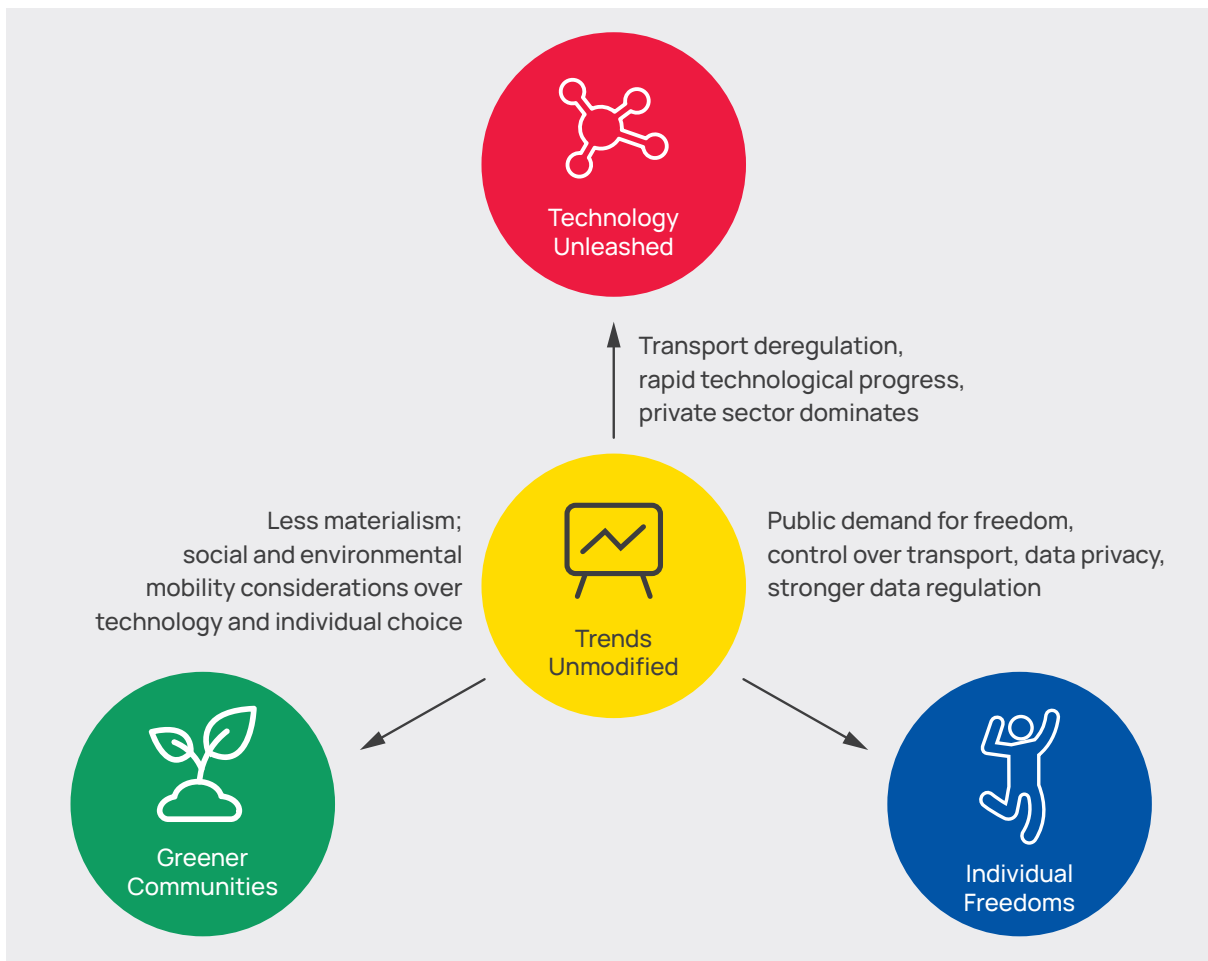 Technology
Unleashed
Transport deregulation,
rapid technological progress,
private sector dominates
Less materialism;
social and environmental
mobility considerations over
technology and individual choice
Trends
Unmodified
Public demand for freedom,
control over transport, data privacy,
stronger data regulation
Greener
Communities
Individual
Freedoms